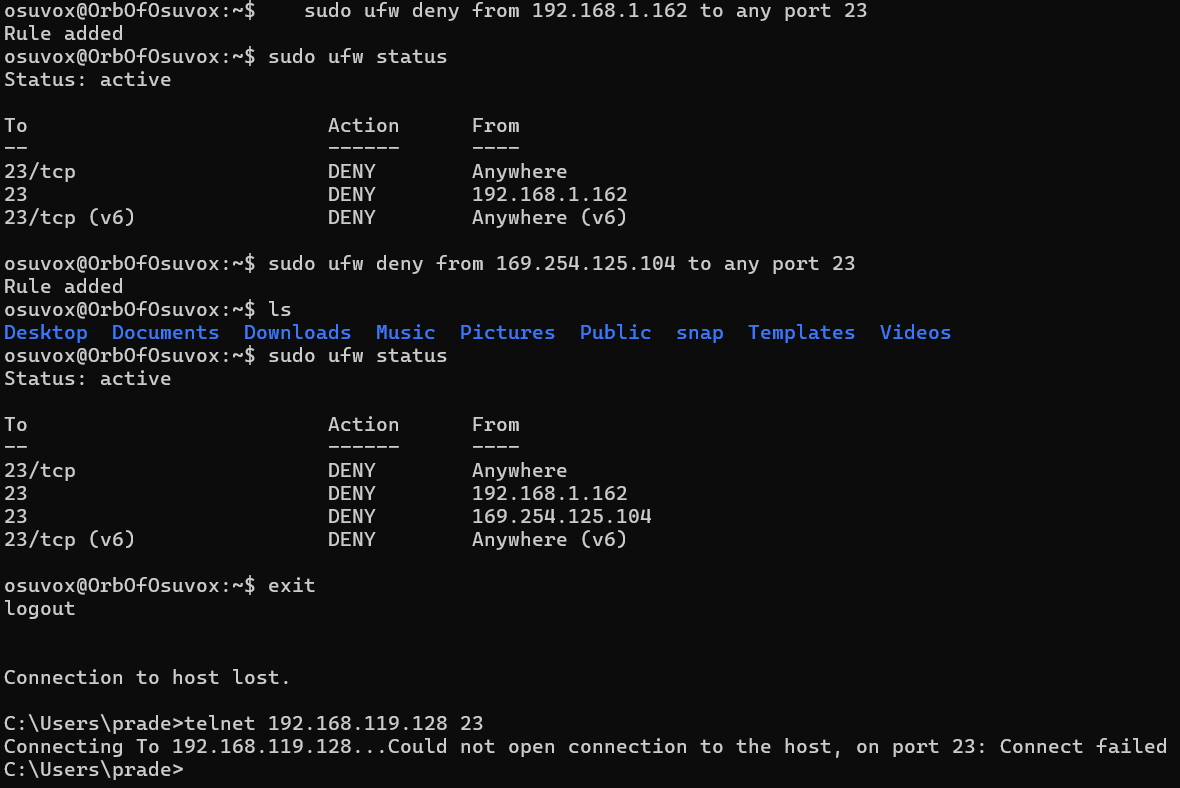 osuvox@OrbOfOsuvox:~$    sudo ufw deny from 192.168.1.162 to any port 23
Rule added
osuvox@OrbOfOsuvox:~$ sudo ufw status
Status: active
To                         Action      From
--                         ------      ----
23/tcp                     DENY        Anywhere
23                         DENY        192.168.1.162
23/tcp (v6)                DENY        Anywhere (v6)
osuvox@OrbOfOsuvox:~$ sudo ufw deny from 169.254.125.104 to any port 23
Rule added
osuvox@OrbOfOsuvox:~$ ls
Desktop  Documents  Downloads  Music  Pictures  Public  snap  Templates  Videos
osuvox@OrbOfOsuvox:~$ sudo ufw status
Status: active
To                         Action      From
--                         ------      ----
23/tcp                     DENY        Anywhere
23                         DENY        192.168.1.162
23                         DENY        169.254.125.104
23/tcp (v6)                DENY        Anywhere (v6)
osuvox@OrbOfOsuvox:~$ exit
logout
Connection to host lost.
C:\Users\prade>telnet 192.168.119.128 23
Connecting To 192.168.119.128...Could not open connection to the host, on port 23: Connect failed
C:\Users\prade>